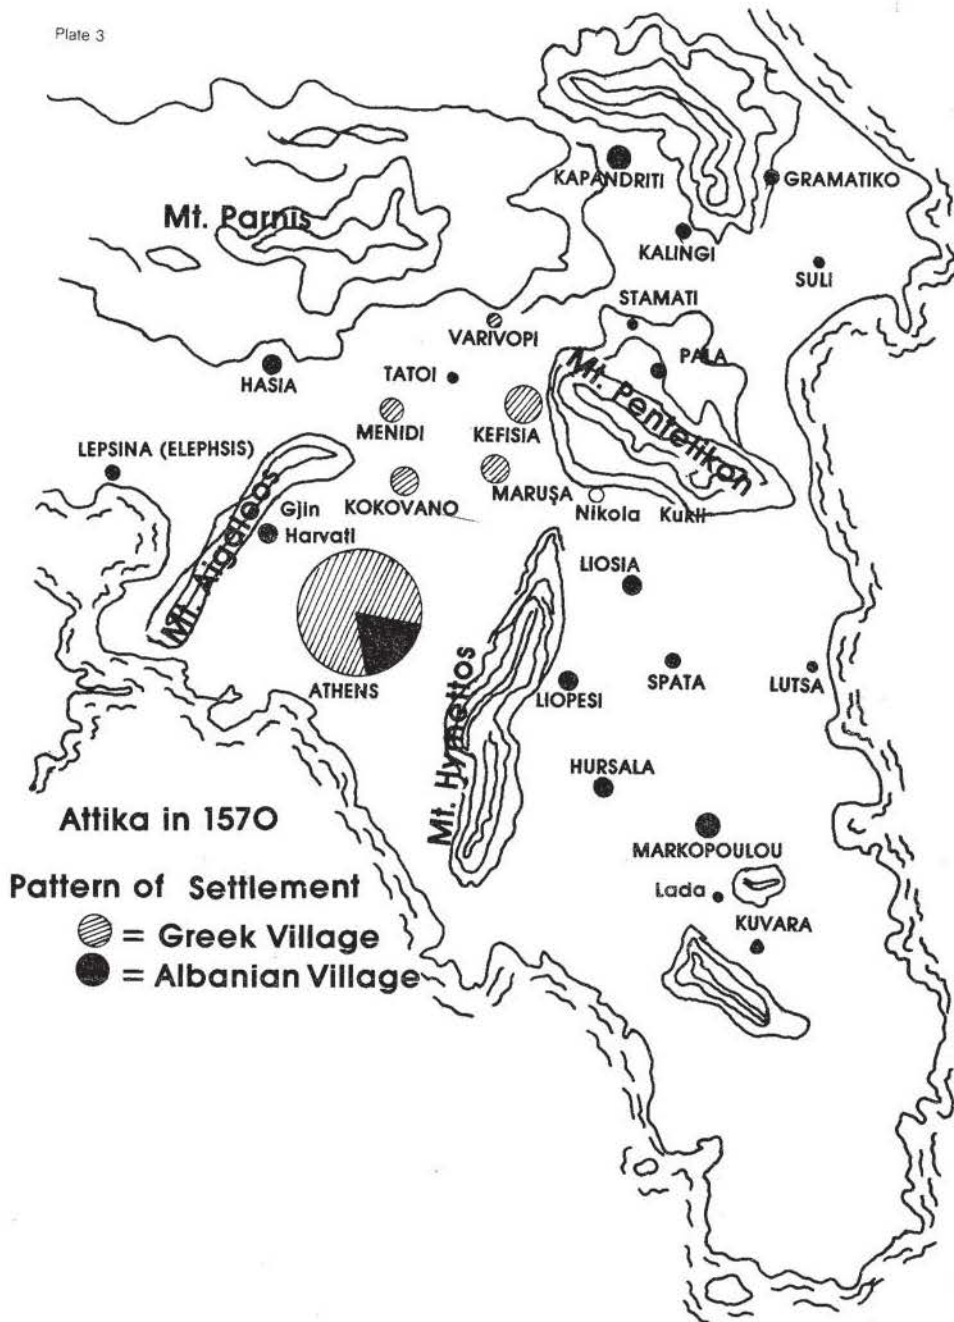 Plate 3
KAPANDRITI
GRAMATIKO
Mt. Parnis
KALINGI
SULI
STAMATI
VARIVOPI
PALA
HASIA
TATOI
Mt. Pentelikon
MENIDI
KEFISIA
LEPSINA (ELEPHSIS)
Mt. Aigaleos
KOKOVANO
MARUŞA
Gjin
Harvati
Nikola Kukli
LIOSIA
ATHENS
Mt. Hymettos
LIOPESI
SPATA
LUTSA
HURSALA
Attika in 1570
MARKOPOULOU
Pattern of Settlement
Lada
KUVARA
= Greek Village
= Albanian Village